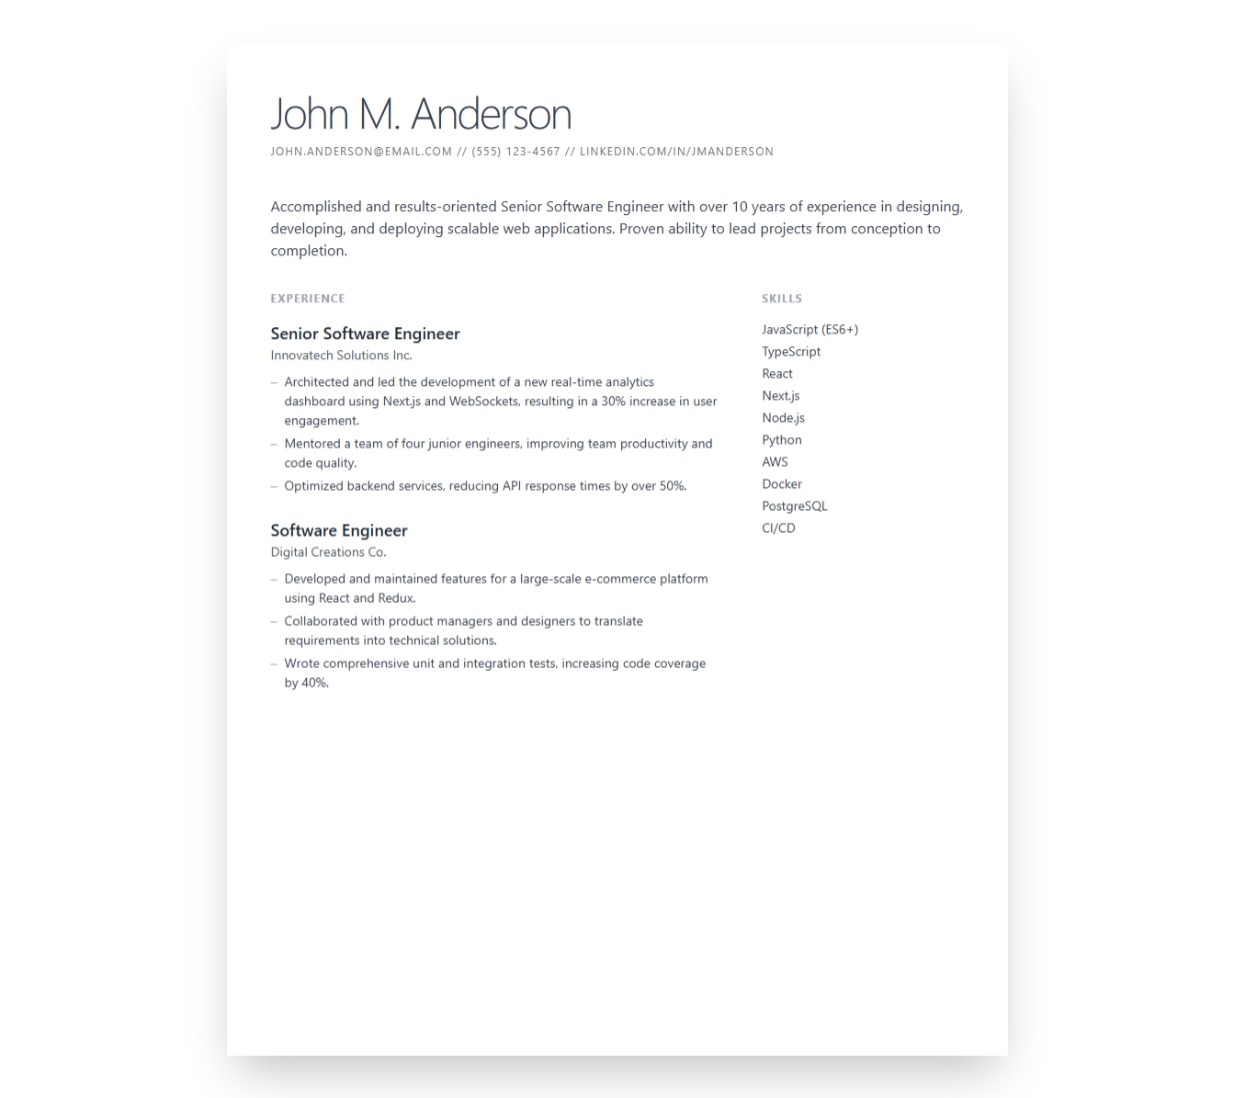 John M. Anderson
JOHN.ANDERSON@EMAIL.COM // (555) 123-4567 // LINKEDIN.COM/IN/JMANDERSON
Accomplished and results-oriented Senior Software Engineer with over 10 years of experience in designing,
developing, and deploying scalable web applications. Proven ability to lead projects from conception to
completion.
EXPERIENCE
Senior Software Engineer
Innovatech Solutions Inc.
– Architected and led the development of a new real-time analytics
dashboard using Next.js and WebSockets, resulting in a 30% increase in user
engagement.
– Mentored a team of four junior engineers, improving team productivity and
code quality.
– Optimized backend services, reducing API response times by over 50%.
Software Engineer
Digital Creations Co.
– Developed and maintained features for a large-scale e-commerce platform
using React and Redux.
– Collaborated with product managers and designers to translate
requirements into technical solutions.
– Wrote comprehensive unit and integration tests, increasing code coverage
by 40%.
SKILLS
JavaScript (ES6+)
TypeScript
React
Next.js
Node.js
Python
AWS
Docker
PostgreSQL
CI/CD